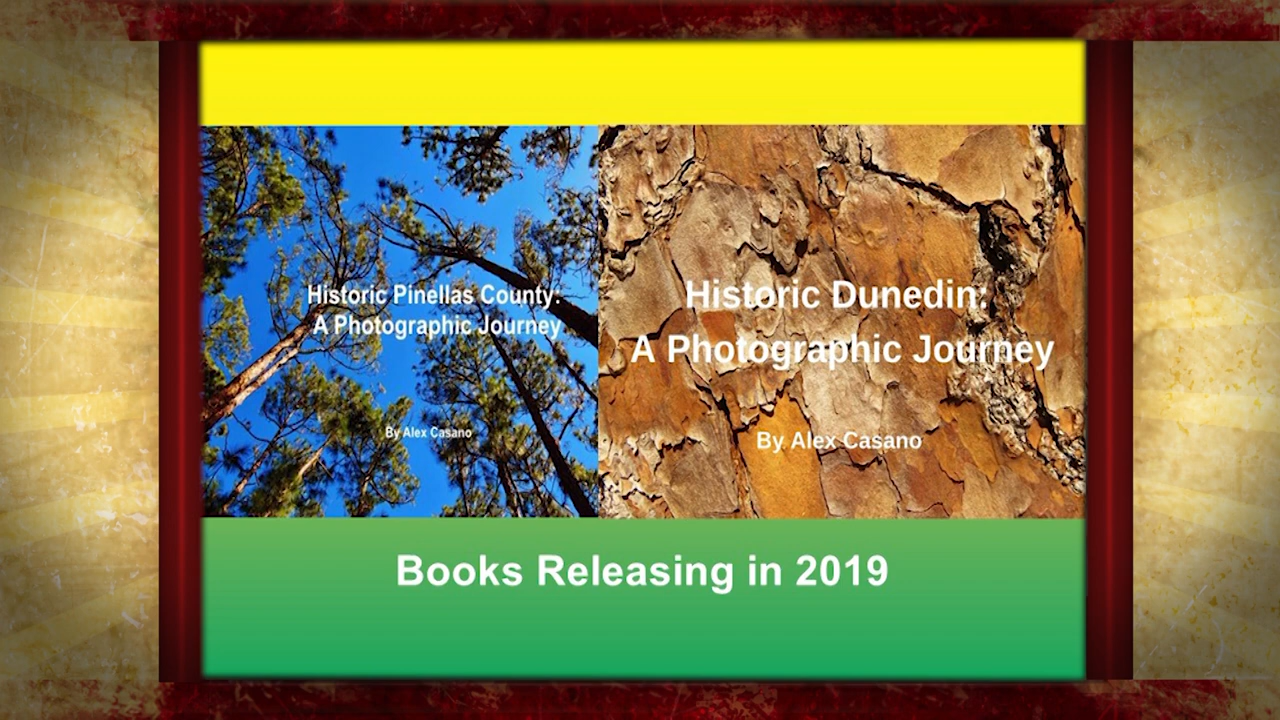 Historic Pinellas County:
A Photographic Journey
By Alex Casano
Historic Dunedin:
A Photographic Journey
By Alex Casano
Books Releasing in 2019